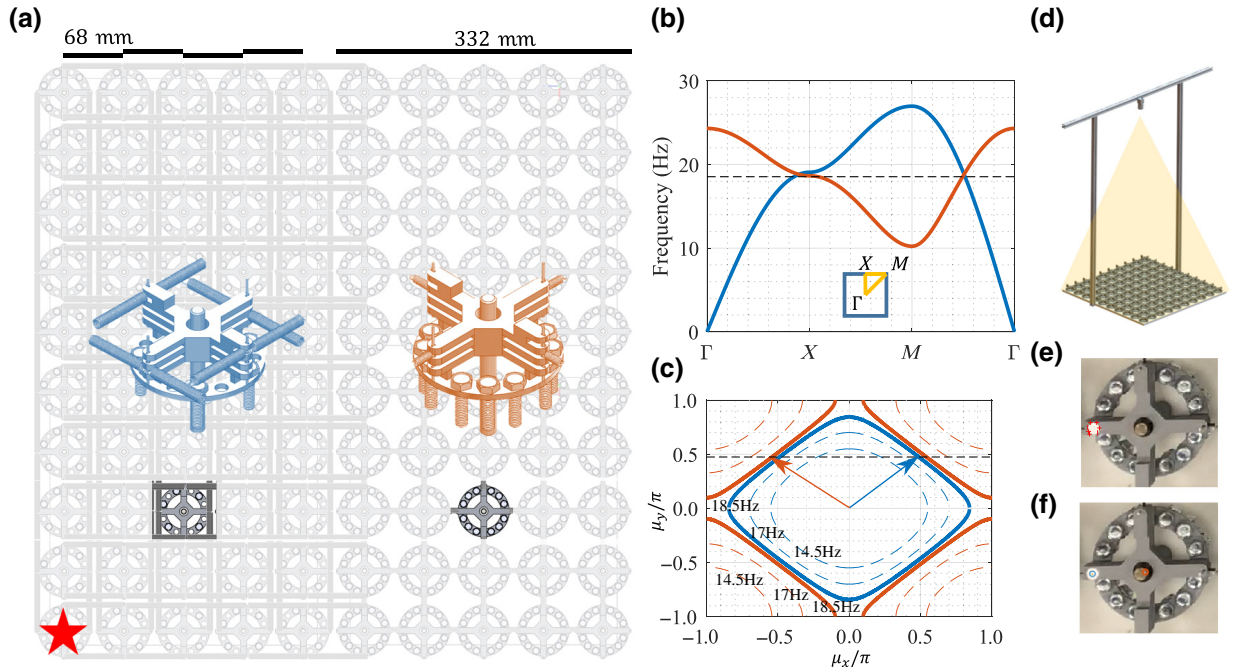 (a)
68 mm
332 mm
(b)
30
20
10
0
Frequency (Hz)
X M
Γ
Γ X M Γ
(c)
1.0
0.5
0.0
−0.5
−1.0
μy/π
18.5Hz
17Hz
14.5Hz
14.5Hz
17Hz
18.5Hz
−1.0 −0.5 0.0 0.5 1.0
μx/π
(d)
(e)
(f)